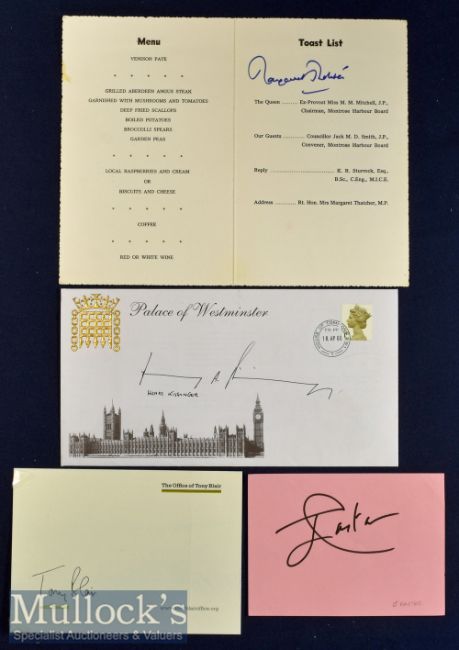 Menu
VENISON PATE
GRILLED ABERDEEN ANGUS STEAK
GARNISHED WITH MUSHROOMS AND TOMATOES
DEEP FRIED SCALLOPS
BOILED POTATOES
BROCCOLLI SPEARS
GARDEN PEAS
LOCAL RASPBERRIES AND CREAM
OR
BISCUITS AND CHEESE
COFFEE
RED OR WHITE WINE
Toast List
Margaret Thatcher
The Queen ........ Ex-Provost Miss M. M. Mitchell, J.P.,
Chairman, Montrose Harbour Board
Our Guests ........ Councillor Jack M. D. Smith, J.P.,
Convener, Montrose Harbour Board
Reply ........ K. R. Sturrock, Esq.,
B.Sc., C.Eng., M.I.C.E.
Address ........ Rt. Hon. Mrs Margaret Thatcher, M.P.
Palace of Westminster
18 AP
HENRY KISSINGER
The Office of Tony Blair
Tony Blair
Mullock's
Specialist Auctioneers & Valuers